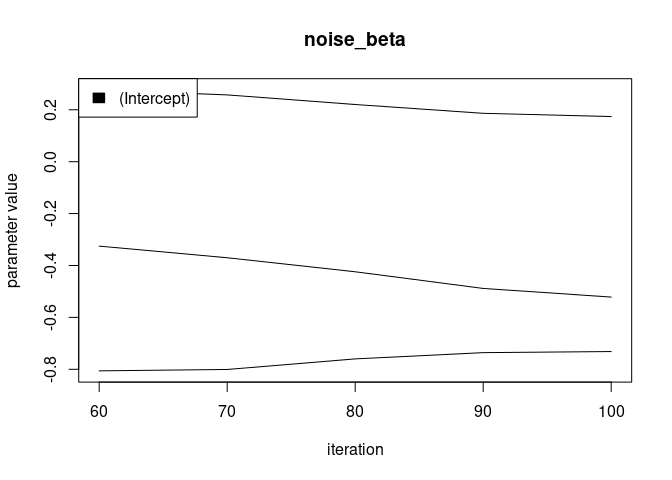 noise_beta
(Intercept)
parameter value
0.2
0.0
-0.2
-0.4
-0.6
-0.8
60 70 80 90 100
iteration